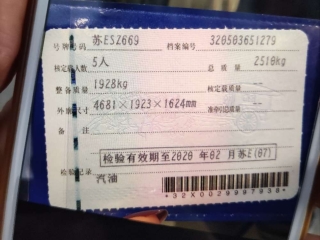 号牌号码 苏ESZ669 档案编号 320503651279
核定载人数 5人 总质量 2510kg
整备质量 1928kg 核定载质量 --
外廓尺寸 4681×1923×1624mm 准牵引总质量 --
备注
检验有效期至2020年02月苏E(07)
检验记录
汽油
*32X0029997838*